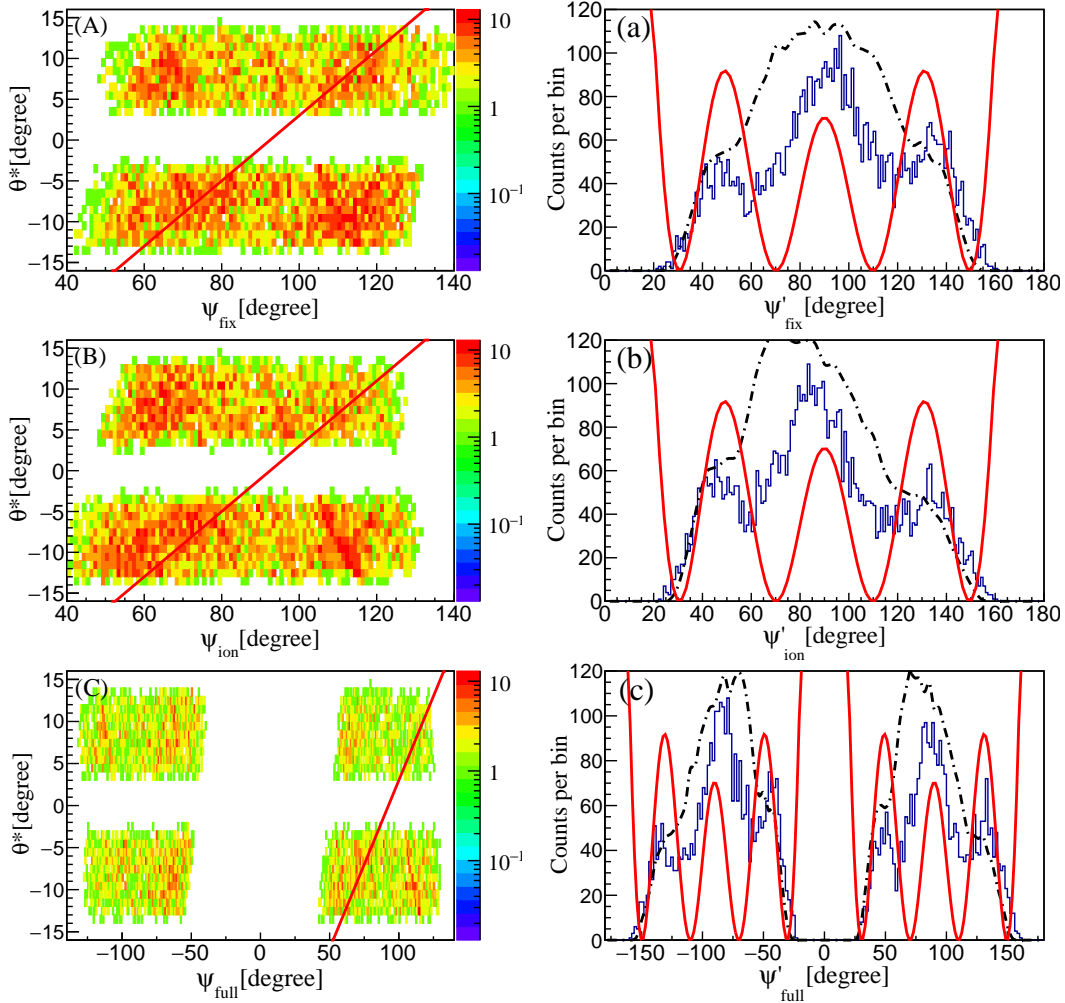 (A)
θ* [degree]
15
10
5
0
−5
−10
−15
40 60 80 100 120 140
ψfix [degree]
10
1
10⁻¹
(a)
Counts per bin
120
100
80
60
40
20
0
0 20 40 60 80 100 120 140 160 180
ψ'fix [degree]
(B)
θ* [degree]
15
10
5
0
−5
−10
−15
40 60 80 100 120 140
ψion [degree]
10
1
10⁻¹
(b)
Counts per bin
120
100
80
60
40
20
0
0 20 40 60 80 100 120 140 160 180
ψ'ion [degree]
(C)
θ* [degree]
15
10
5
0
−5
−10
−15
−100 −50 0 50 100
ψfull [degree]
10
1
10⁻¹
(c)
Counts per bin
120
100
80
60
40
20
0
−150 −100 −50 0 50 100 150
ψ'full [degree]